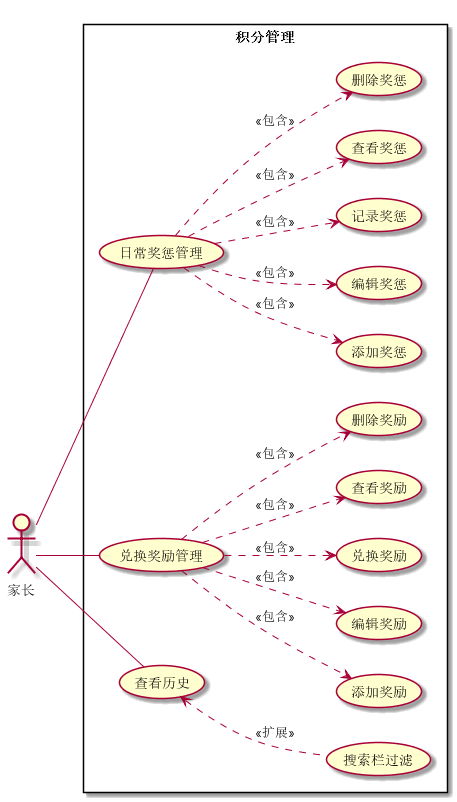 积分管理
删除奖惩
«包含»
查看奖惩
«包含»
记录奖惩
«包含»
日常奖惩管理
«包含»
编辑奖惩
«包含»
添加奖惩
删除奖励
«包含»
查看奖励
«包含»
«包含»
兑换奖励管理
兑换奖励
«包含»
家长
«包含»
编辑奖励
查看历史
添加奖励
«扩展»
搜索栏过滤